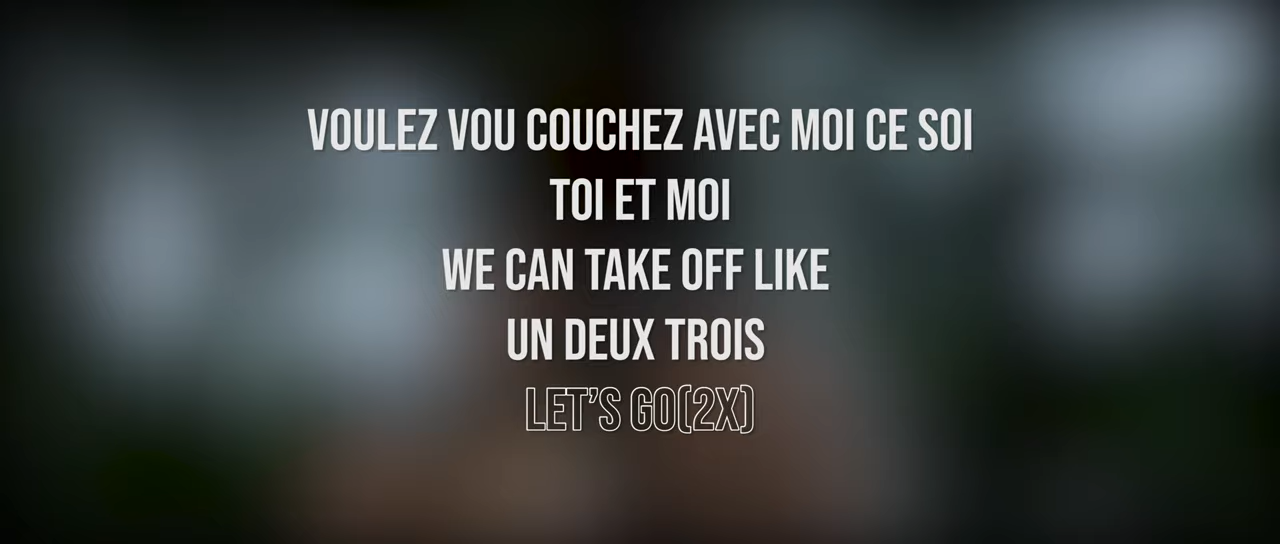 VOULEZ VOU COUCHEZ AVEC MOI CE SOI
TOI ET MOI
WE CAN TAKE OFF LIKE
UN DEUX TROIS
LET'S GO(2X)